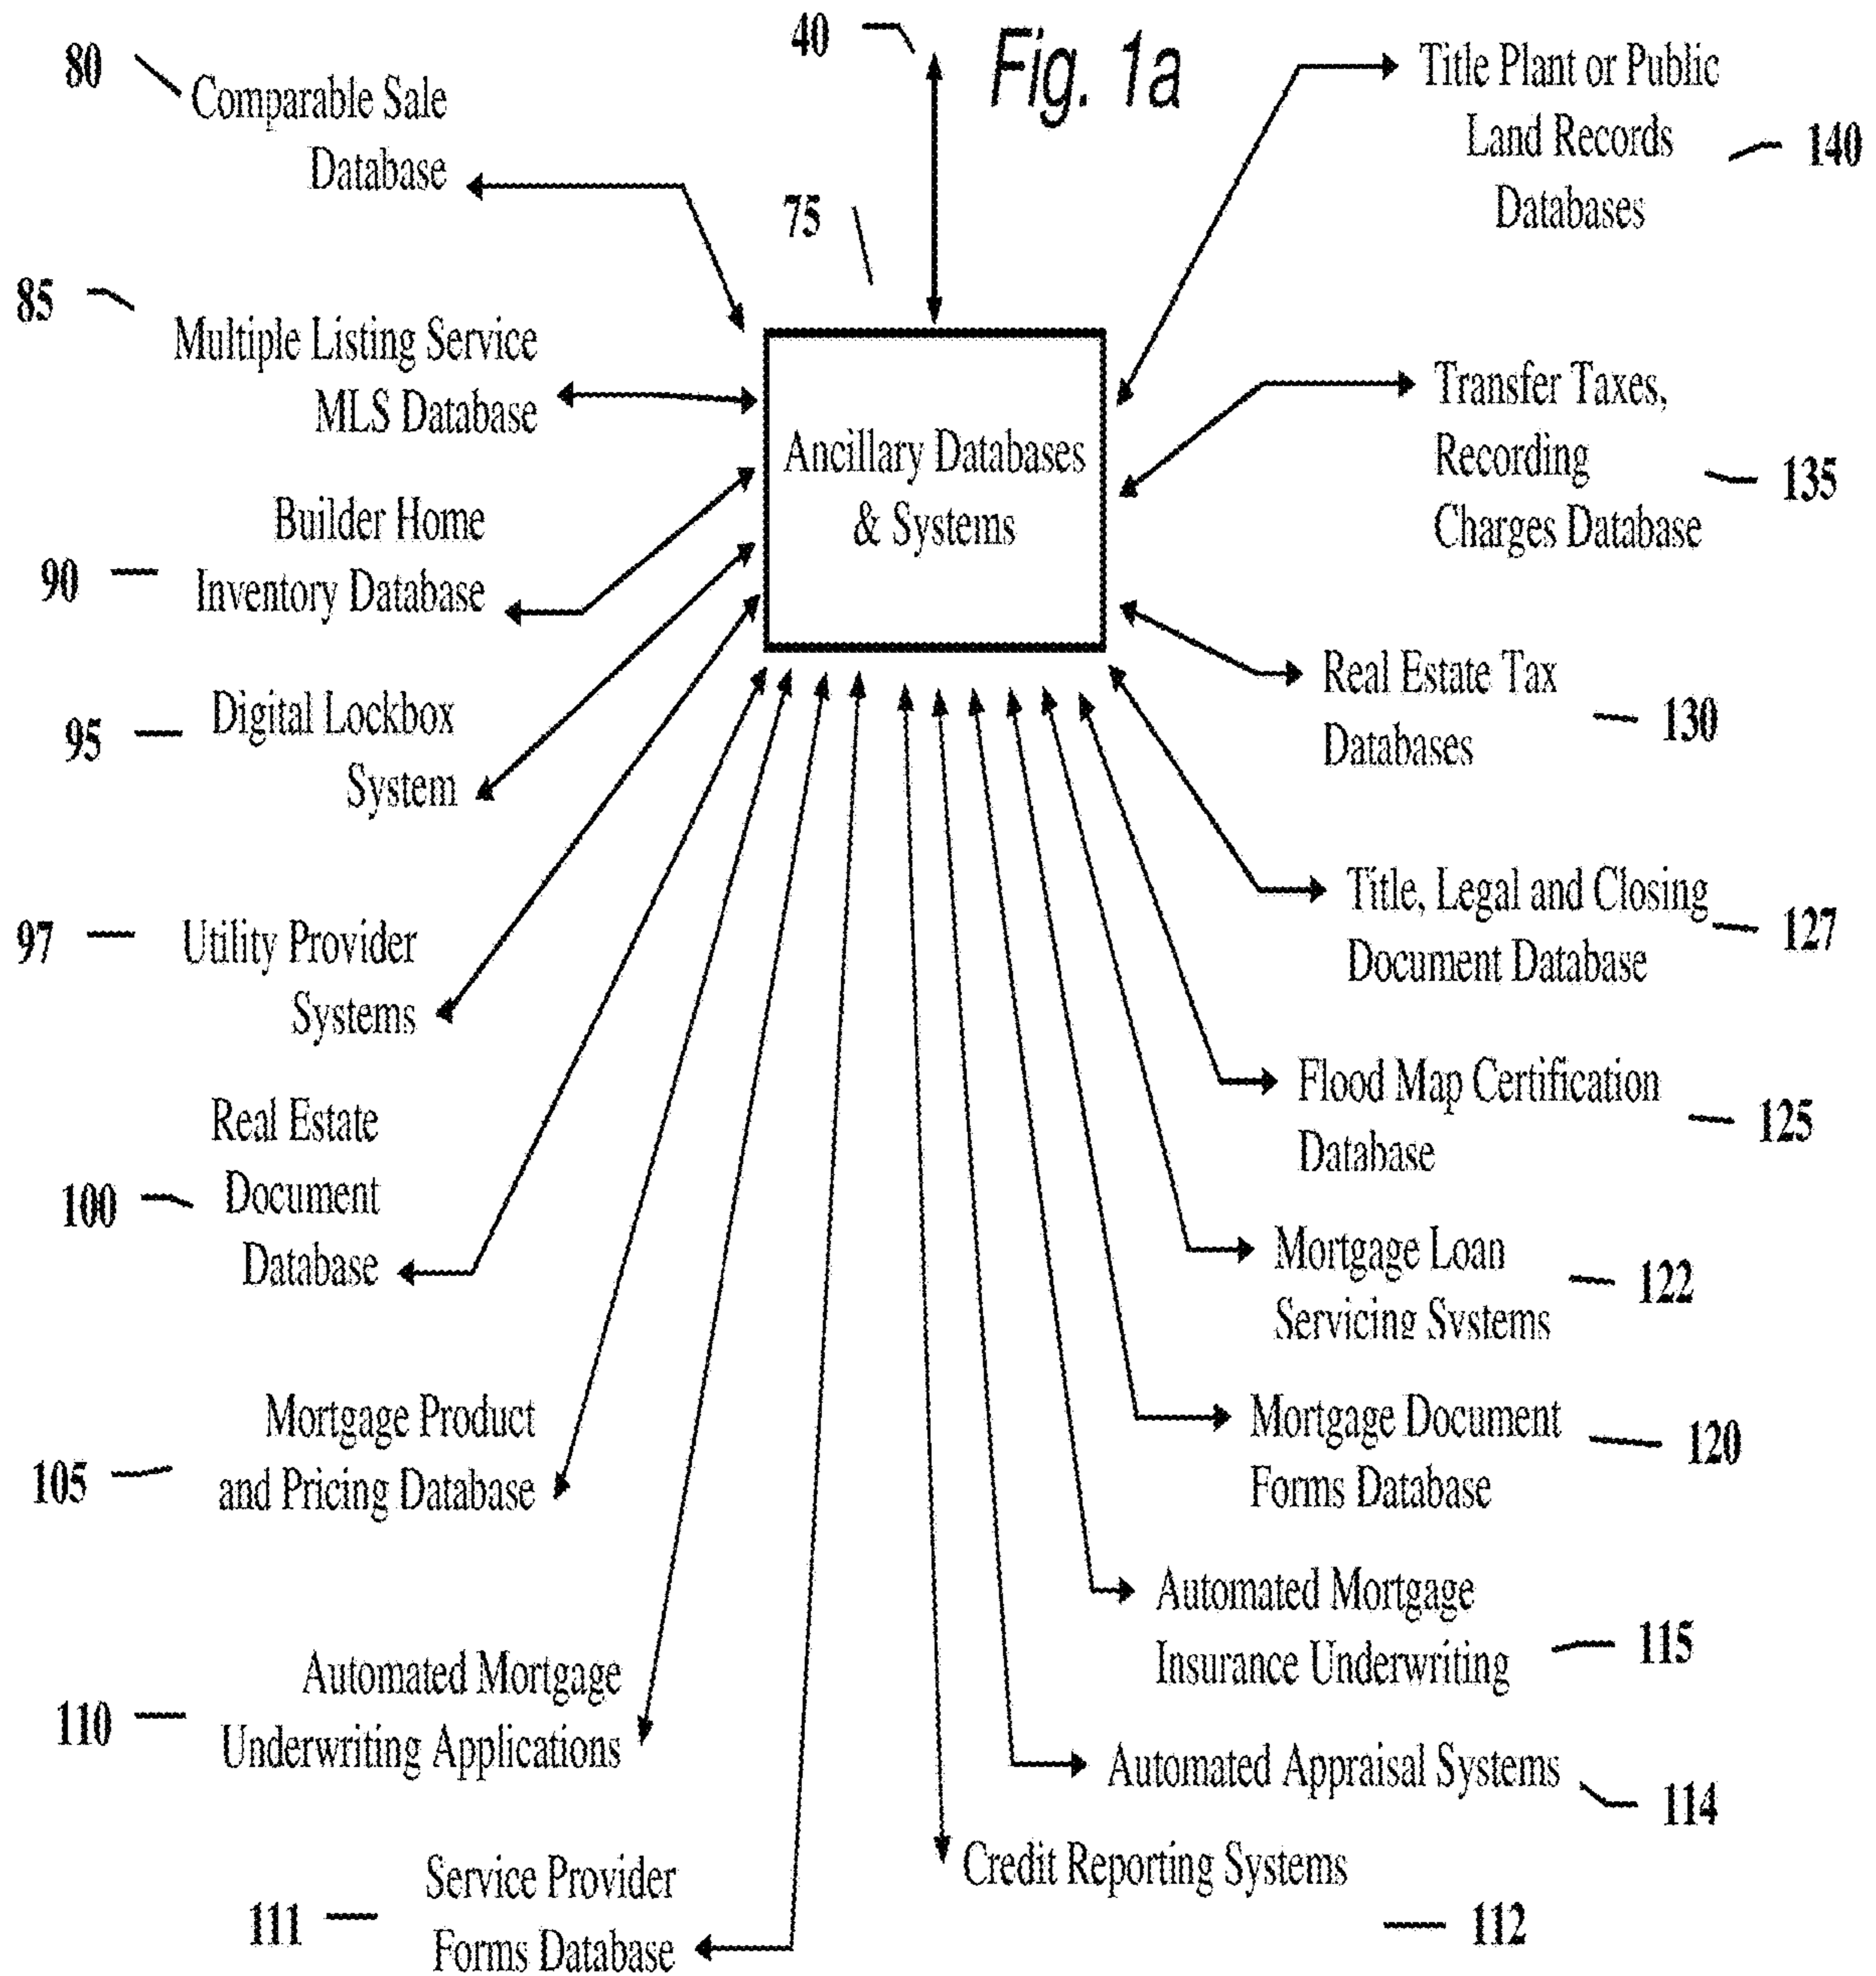 40
Fig. 1a
80
Comparable Sale
Database
75
85
Multiple Listing Service
MLS Database
90
Builder Home
Inventory Database
95
Digital Lockbox
System
97
Utility Provider
Systems
100
Real Estate
Document
Database
105
Mortgage Product
and Pricing Database
110
Automated Mortgage
Underwriting Applications
111
Service Provider
Forms Database
Ancillary Databases
& Systems
Title Plant or Public
Land Records
Databases
140
Transfer Taxes,
Recording
Charges Database
135
Real Estate Tax
Databases
130
Title, Legal and Closing
Document Database
127
Flood Map Certification
Database
125
Mortgage Loan
Servicing Systems
122
Mortgage Document
Forms Database
120
Automated Mortgage
Insurance Underwriting
115
Automated Appraisal Systems
114
Credit Reporting Systems
112